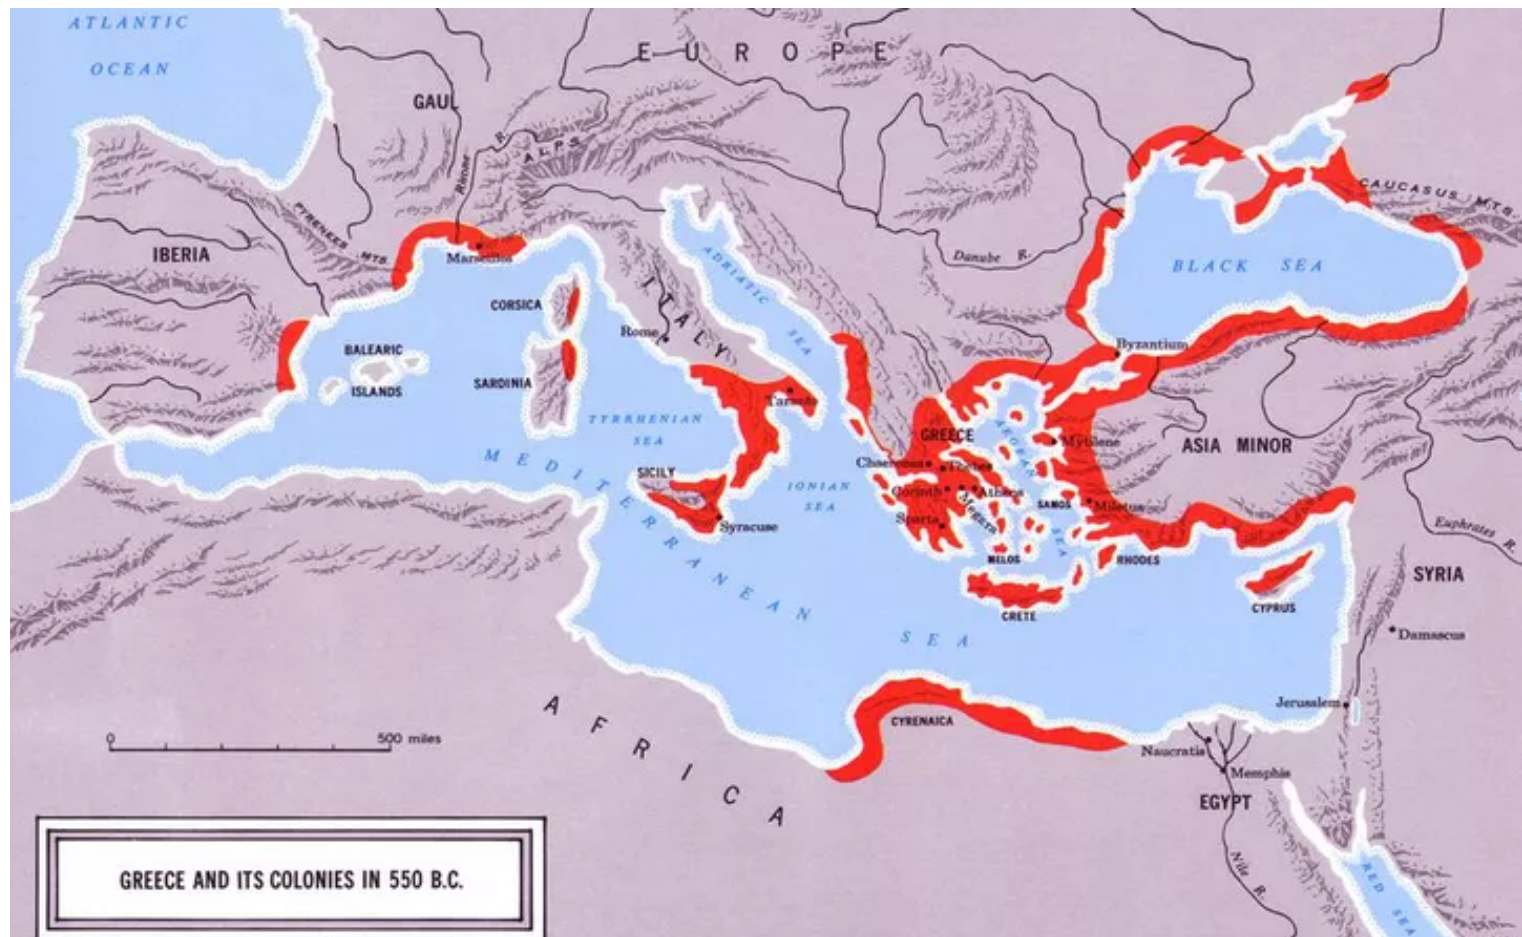 ATLANTIC
OCEAN
EUROPE
GAUL
Rhone R.
ALPS
PYRENEES MTS.
IBERIA
Marseilles
CORSICA
BALEARIC
ISLANDS
SARDINIA
ITALY
Rome
ADRIATIC SEA
Taranto
TYRRHENIAN
SEA
SICILY
Syracuse
IONIAN
SEA
MEDITERRANEAN SEA
Danube R.
BLACK SEA
CAUCASUS MTS.
Byzantium
GREECE
AEGEAN SEA
Mytilene
ASIA MINOR
Chaeronea
Thebes
Corinth
Athens
Megara
Sparta
SAMOS
Miletus
MELOS
RHODES
CRETE
CYPRUS
Euphrates R.
SYRIA
Damascus
Jerusalem
CYRENAICA
AFRICA
Naucratis
Memphis
EGYPT
Nile R.
RED SEA
0 500 miles
GREECE AND ITS COLONIES IN 550 B.C.